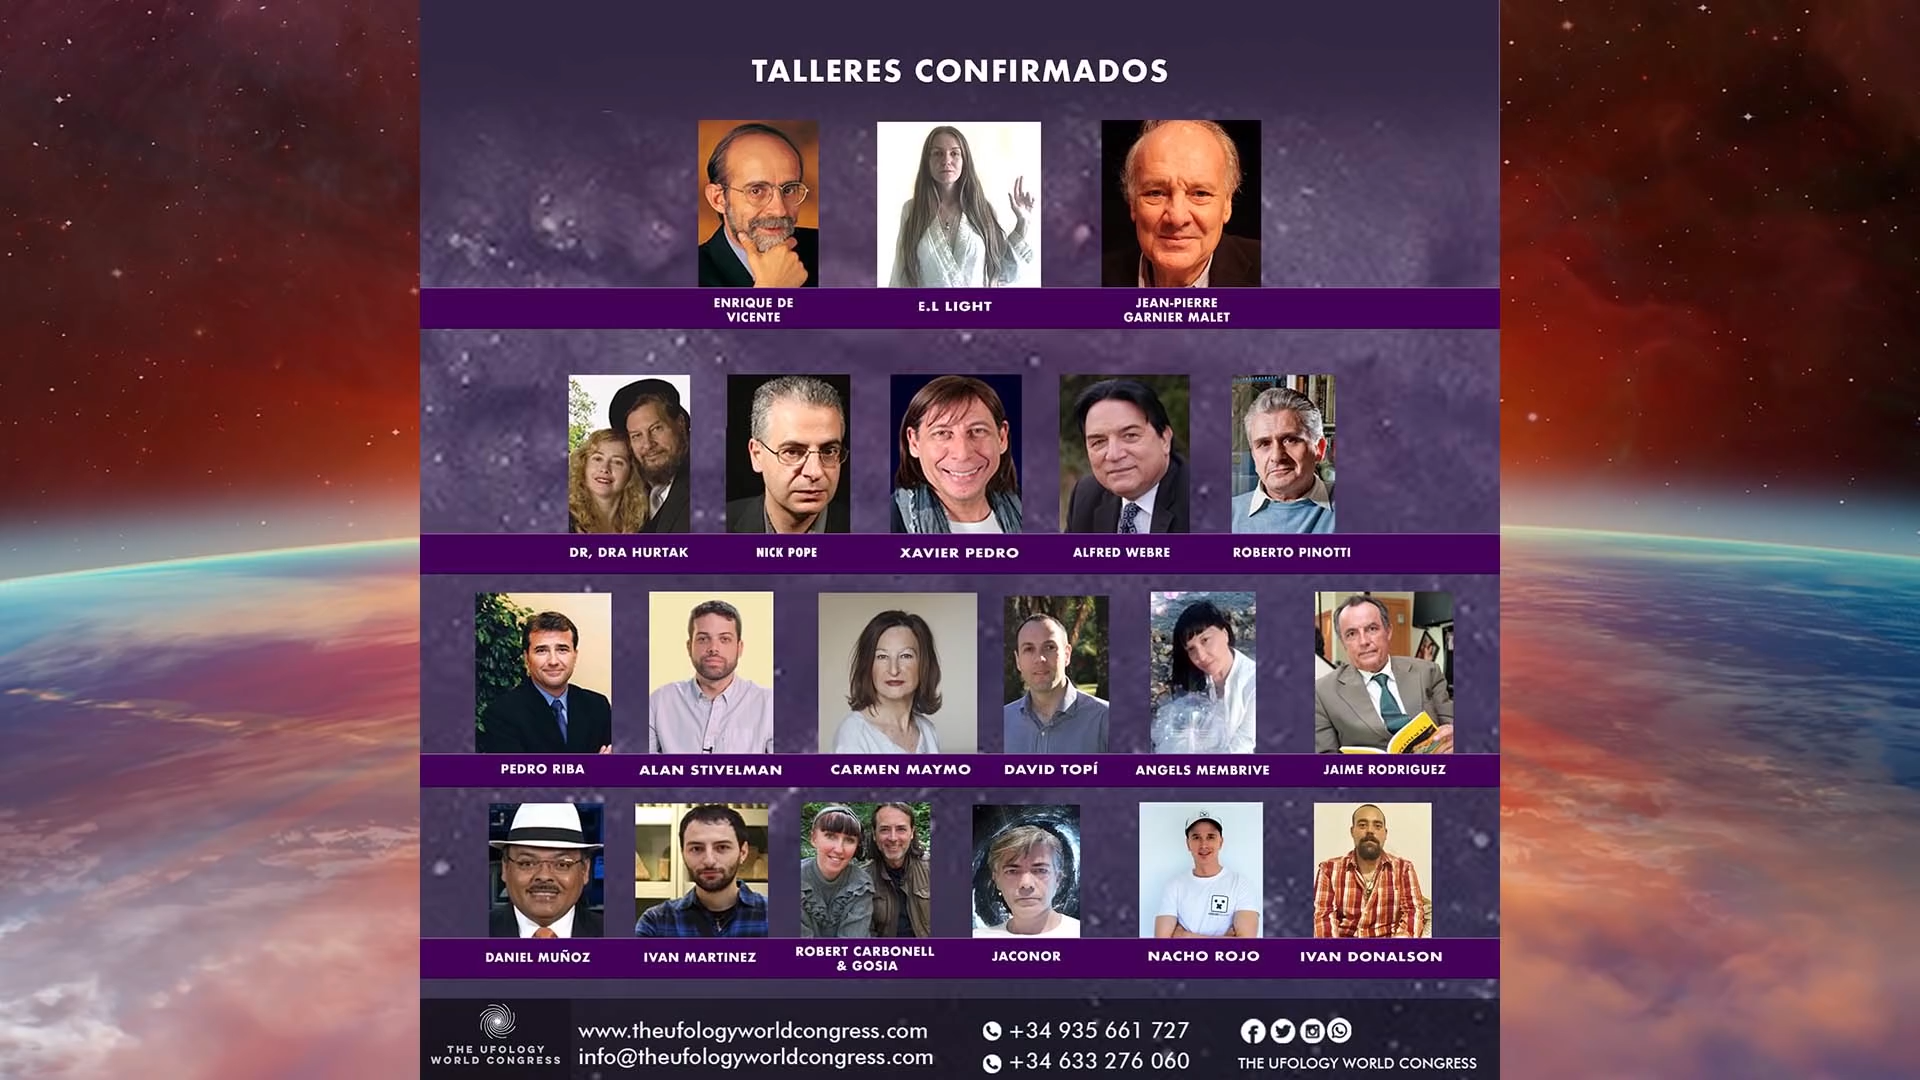 TALLERES CONFIRMADOS
ENRIQUE DE
VICENTE
E.L LIGHT
JEAN-PIERRE
GARNIER MALET
DR, DRA HURTAK
NICK POPE
XAVIER PEDRO
ALFRED WEBRE
ROBERTO PINOTTI
PEDRO RIBA
ALAN STIVELMAN
CARMEN MAYMO
DAVID TOPÍ
ANGELS MEMBRIVE
JAIME RODRIGUEZ
DANIEL MUÑOZ
IVAN MARTINEZ
ROBERT CARBONELL
& GOSIA
JACONOR
NACHO ROJO
IVAN DONALSON
THE UFOLOGY
WORLD CONGRESS
www.theufologyworldcongress.com
info@theufologyworldcongress.com
+34 935 661 727
+34 633 276 060
THE UFOLOGY WORLD CONGRESS